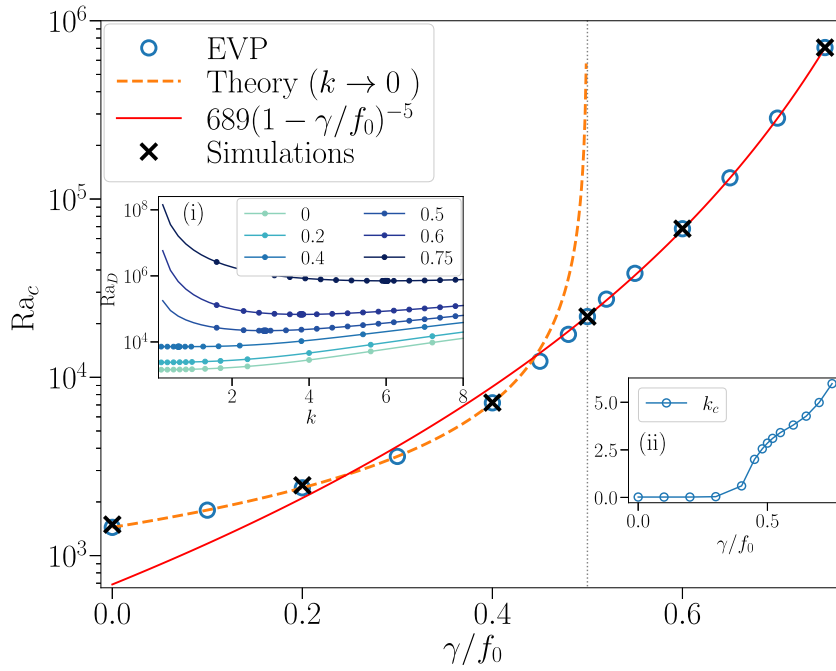 EVP
Theory (k → 0 )
689(1 − γ/f₀)⁻⁵
Simulations
10⁶
10⁵
10⁴
10³
Ra_c
0.0
0.2
0.4
0.6
γ/f₀
(i)
0
0.2
0.4
0.5
0.6
0.75
10⁸
10⁶
10⁴
Ra_D
2
4
6
8
k
k_c
(ii)
5.0
2.5
0.0
0.0
0.5
γ/f₀